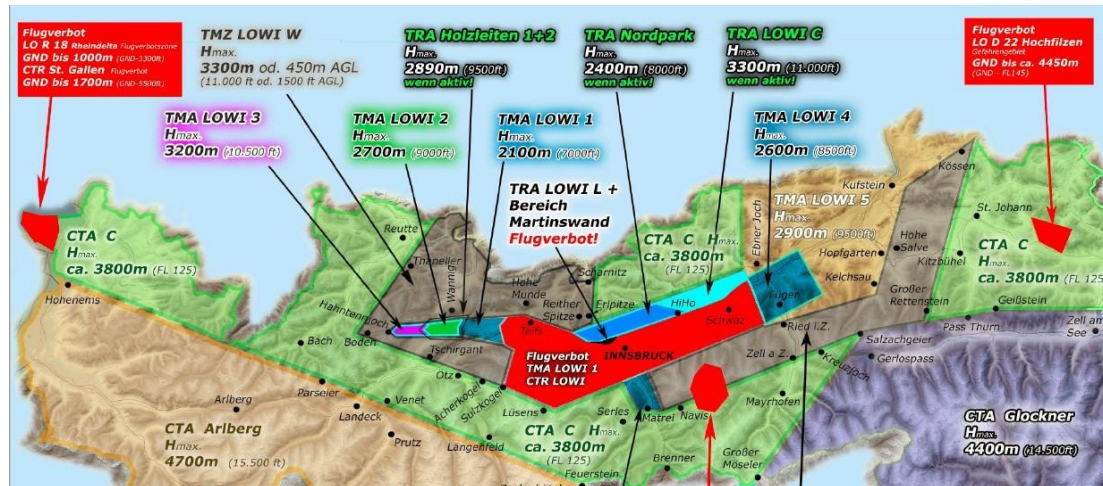 Flugverbot
LO R 18 Rheindelta Flugverbotszone
GND bis 1000m (GND-3300ft)
CTR St. Gallen Flugverbot
GND bis 1700m (GND-5500ft)
TMZ LOWI W
Hmax.
3300m od. 450m AGL
(11.000 ft od. 1500 ft AGL)
TRA Holzleiten 1+2
Hmax.
2890m (9500ft)
wenn aktiv!
TRA Nordpark
Hmax.
2400m (8000ft)
wenn aktiv!
TRA LOWI C
Hmax.
3300m (11.000ft)
wenn aktiv!
Flugverbot
LO D 22 Hochfilzen
Gefahrengebiet
GND bis ca. 4450m
(GND - FL145)
TMA LOWI 3
Hmax.
3200m (10.500 ft)
TMA LOWI 2
Hmax.
2700m (9000ft)
TMA LOWI 1
Hmax.
2100m (7000ft)
TMA LOWI 4
Hmax.
2600m (8500ft)
TRA LOWI L +
Bereich
Martinswand
Flugverbot!
TMA LOWI 5
Hmax.
2900m (9500ft)
Kössen
Kufstein
St. Johann
Hohe
Salve
Kitzbühel
Hopfgarten
Kelchsau
Großer
Rettenstein
CTA C
Hmax.
ca. 3800m (FL 125)
Geißstein
Pass Thurn
Zell am
See
Salzachgeier
Gerlospass
CTA C
Hmax.
ca. 3800m (FL 125)
Hohenems
Reutte
Thaneller
Wannig
Hahntennjoch
Boden
Bach
Tschirgant
Ötz
Acherkogel
Sulzkogel
Hohe
Munde
Telfs
Reither
Spitze
Scharnitz
Erlpitze
CTA C Hmax.
ca. 3800m
(FL 125)
Ebner Joch
HiHo
Schwaz
Fügen
Ried i.Z.
Zell a Z.
Kreuzjoch
Mayrhofen
INNSBRUCK
Flugverbot
TMA LOWI 1
CTR LOWI
Parseier
Venet
Arlberg
Landeck
Prutz
Längenfeld
Lüsens
Serles
Matrei
Navis
CTA C Hmax.
ca. 3800m
(FL 125)
Feuerstein
Brenner
Großer
Möseler
CTA Arlberg
Hmax.
4700m (15.500 ft)
CTA Glockner
Hmax.
4400m (14.500ft)